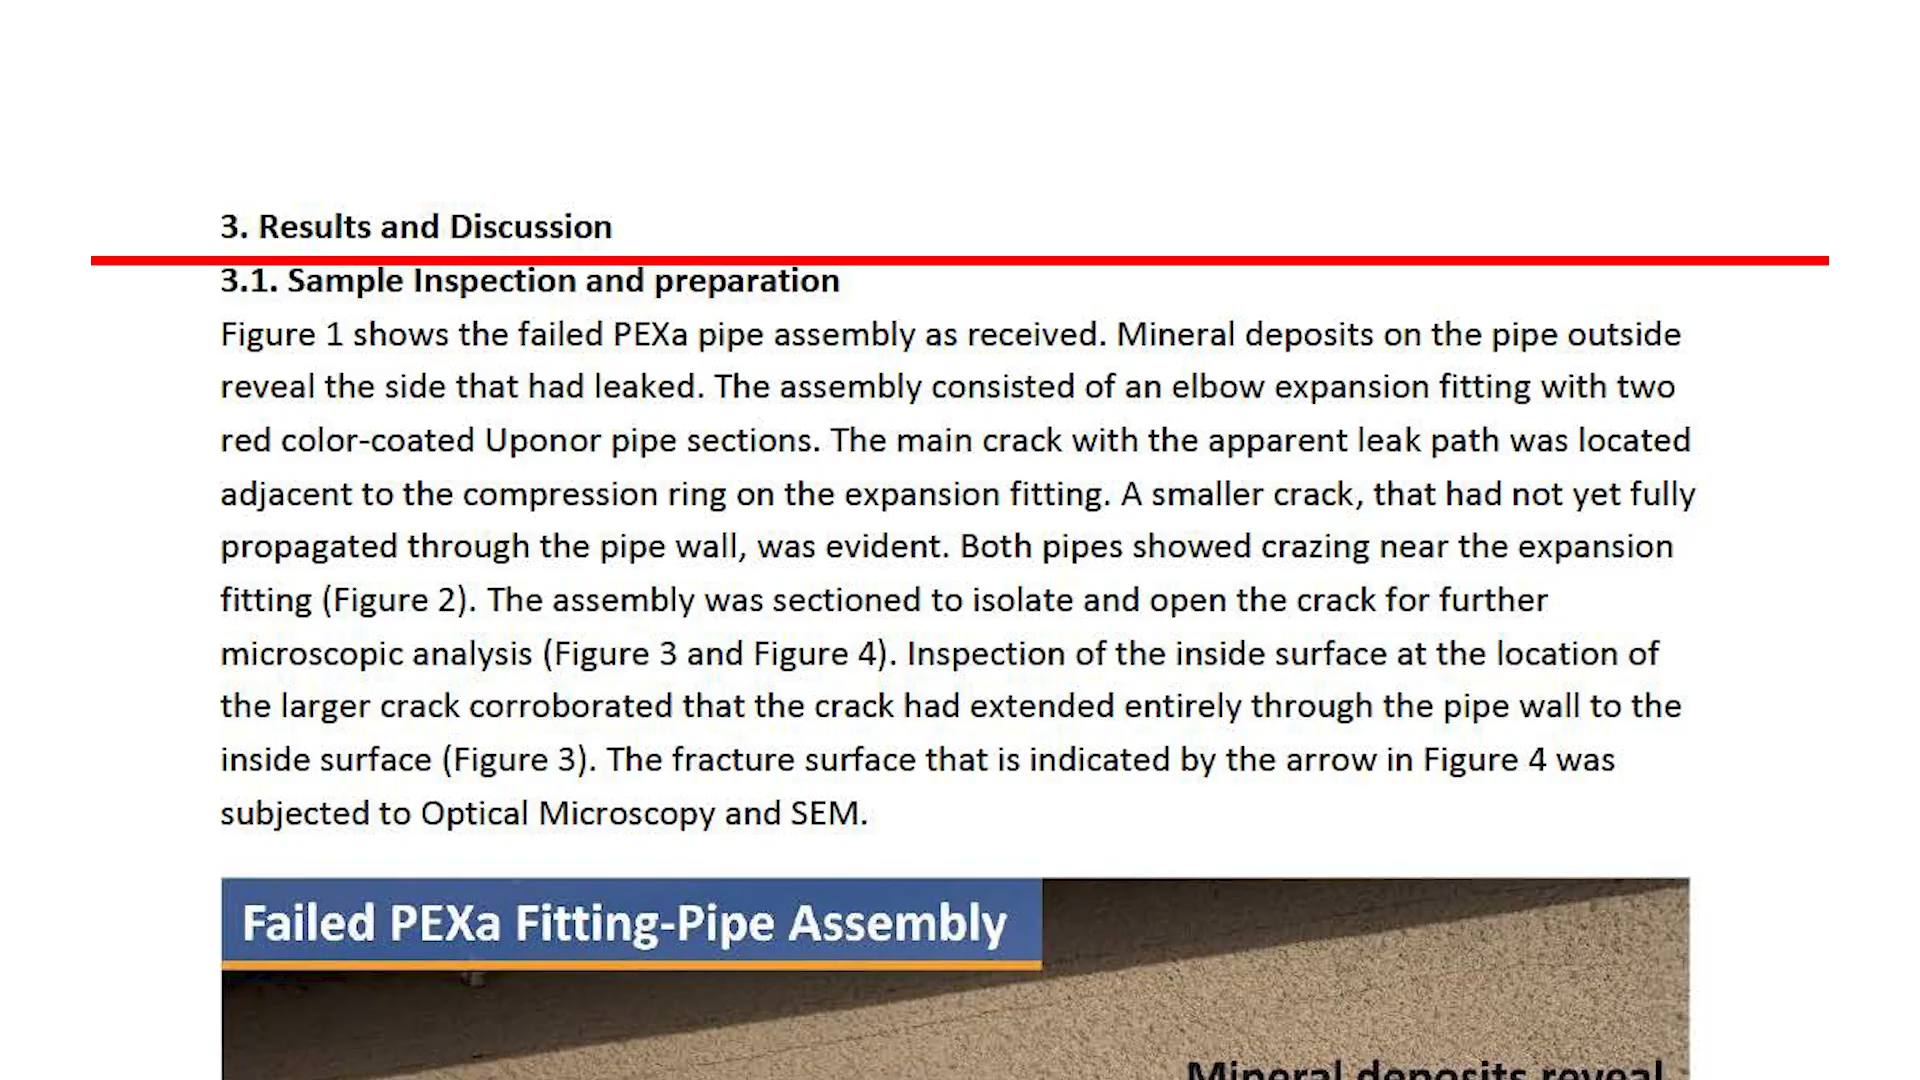 3. Results and Discussion
3.1. Sample Inspection and preparation
Figure 1 shows the failed PEXa pipe assembly as received. Mineral deposits on the pipe outside
reveal the side that had leaked. The assembly consisted of an elbow expansion fitting with two
red color-coated Uponor pipe sections. The main crack with the apparent leak path was located
adjacent to the compression ring on the expansion fitting. A smaller crack, that had not yet fully
propagated through the pipe wall, was evident. Both pipes showed crazing near the expansion
fitting (Figure 2). The assembly was sectioned to isolate and open the crack for further
microscopic analysis (Figure 3 and Figure 4). Inspection of the inside surface at the location of
the larger crack corroborated that the crack had extended entirely through the pipe wall to the
inside surface (Figure 3). The fracture surface that is indicated by the arrow in Figure 4 was
subjected to Optical Microscopy and SEM.
Failed PEXa Fitting-Pipe Assembly
Mineral deposits reveal